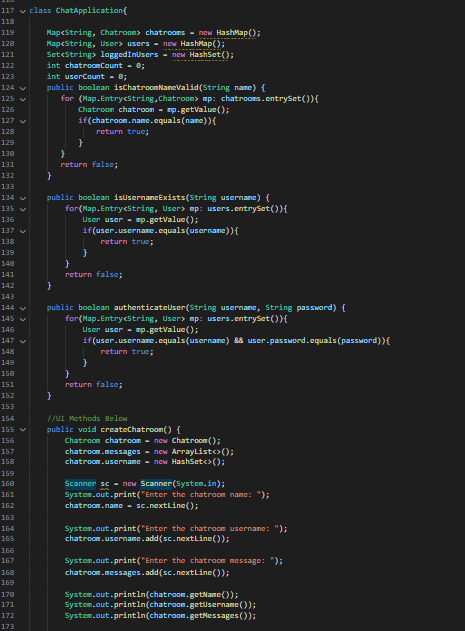 117 class ChatApplication{
118
119 Map<String, Chatroom> chatrooms = new HashMap();
120 Map<String, User> users = new HashMap();
121 Set<String> loggedInUsers = new HashSet();
122 int chatroomCount = 0;
123 int userCount = 0;
124 public boolean isChatroomNameValid(String name) {
125 for (Map.Entry<String,Chatroom> mp: chatrooms.entrySet()){
126 Chatroom chatroom = mp.getValue();
127 if(chatroom.name.equals(name)){
128 return true;
129 }
130 }
131 return false;
132 }
133
134 public boolean isUsernameExists(String username) {
135 for(Map.Entry<String, User> mp: users.entrySet()){
136 User user = mp.getValue();
137 if(user.username.equals(username)){
138 return true;
139 }
140 }
141 return false;
142 }
143
144 public boolean authenticateUser(String username, String password) {
145 for(Map.Entry<String, User> mp: users.entrySet()){
146 User user = mp.getValue();
147 if(user.username.equals(username) && user.password.equals(password)){
148 return true;
149 }
150 }
151 return false;
152 }
153
154 //UI Methods Below
155 public void createChatroom() {
156 Chatroom chatroom = new Chatroom();
157 chatroom.messages = new ArrayList<>();
158 chatroom.username = new HashSet<>();
159
160 Scanner sc = new Scanner(System.in);
161 System.out.print("Enter the chatroom name: ");
162 chatroom.name = sc.nextLine();
163
164 System.out.print("Enter the chatroom username: ");
165 chatroom.username.add(sc.nextLine());
166
167 System.out.print("Enter the chatroom message: ");
168 chatroom.messages.add(sc.nextLine());
169
170 System.out.println(chatroom.getName());
171 System.out.println(chatroom.getUsername());
172 System.out.println(chatroom.getMessages());
173